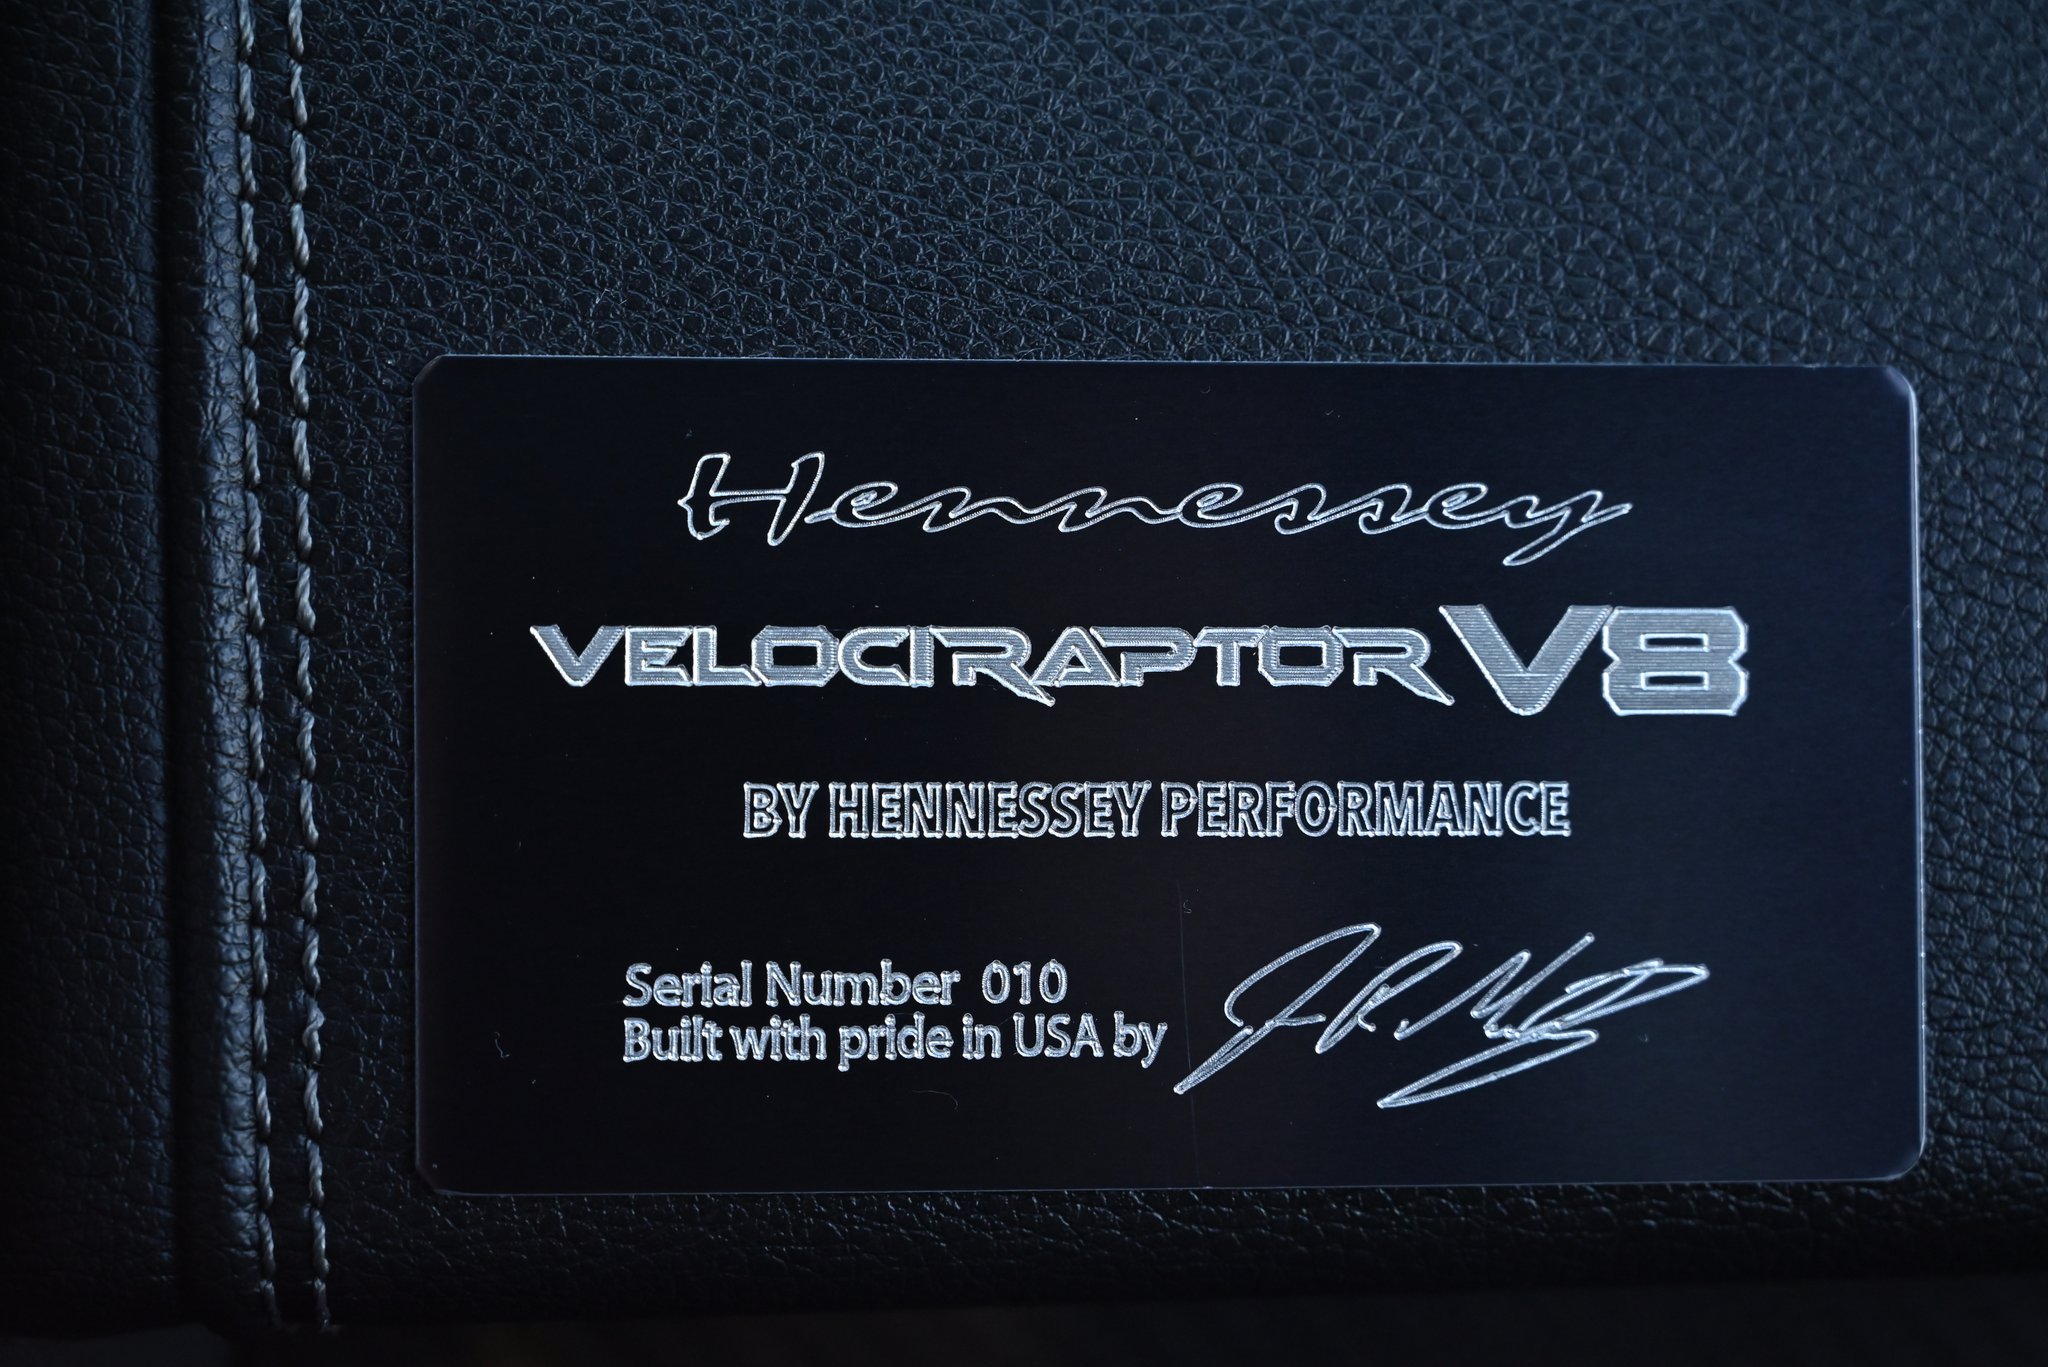 Hennessey
VELOCIRAPTOR V8
BY HENNESSEY PERFORMANCE
Serial Number 010
Built with pride in USA by